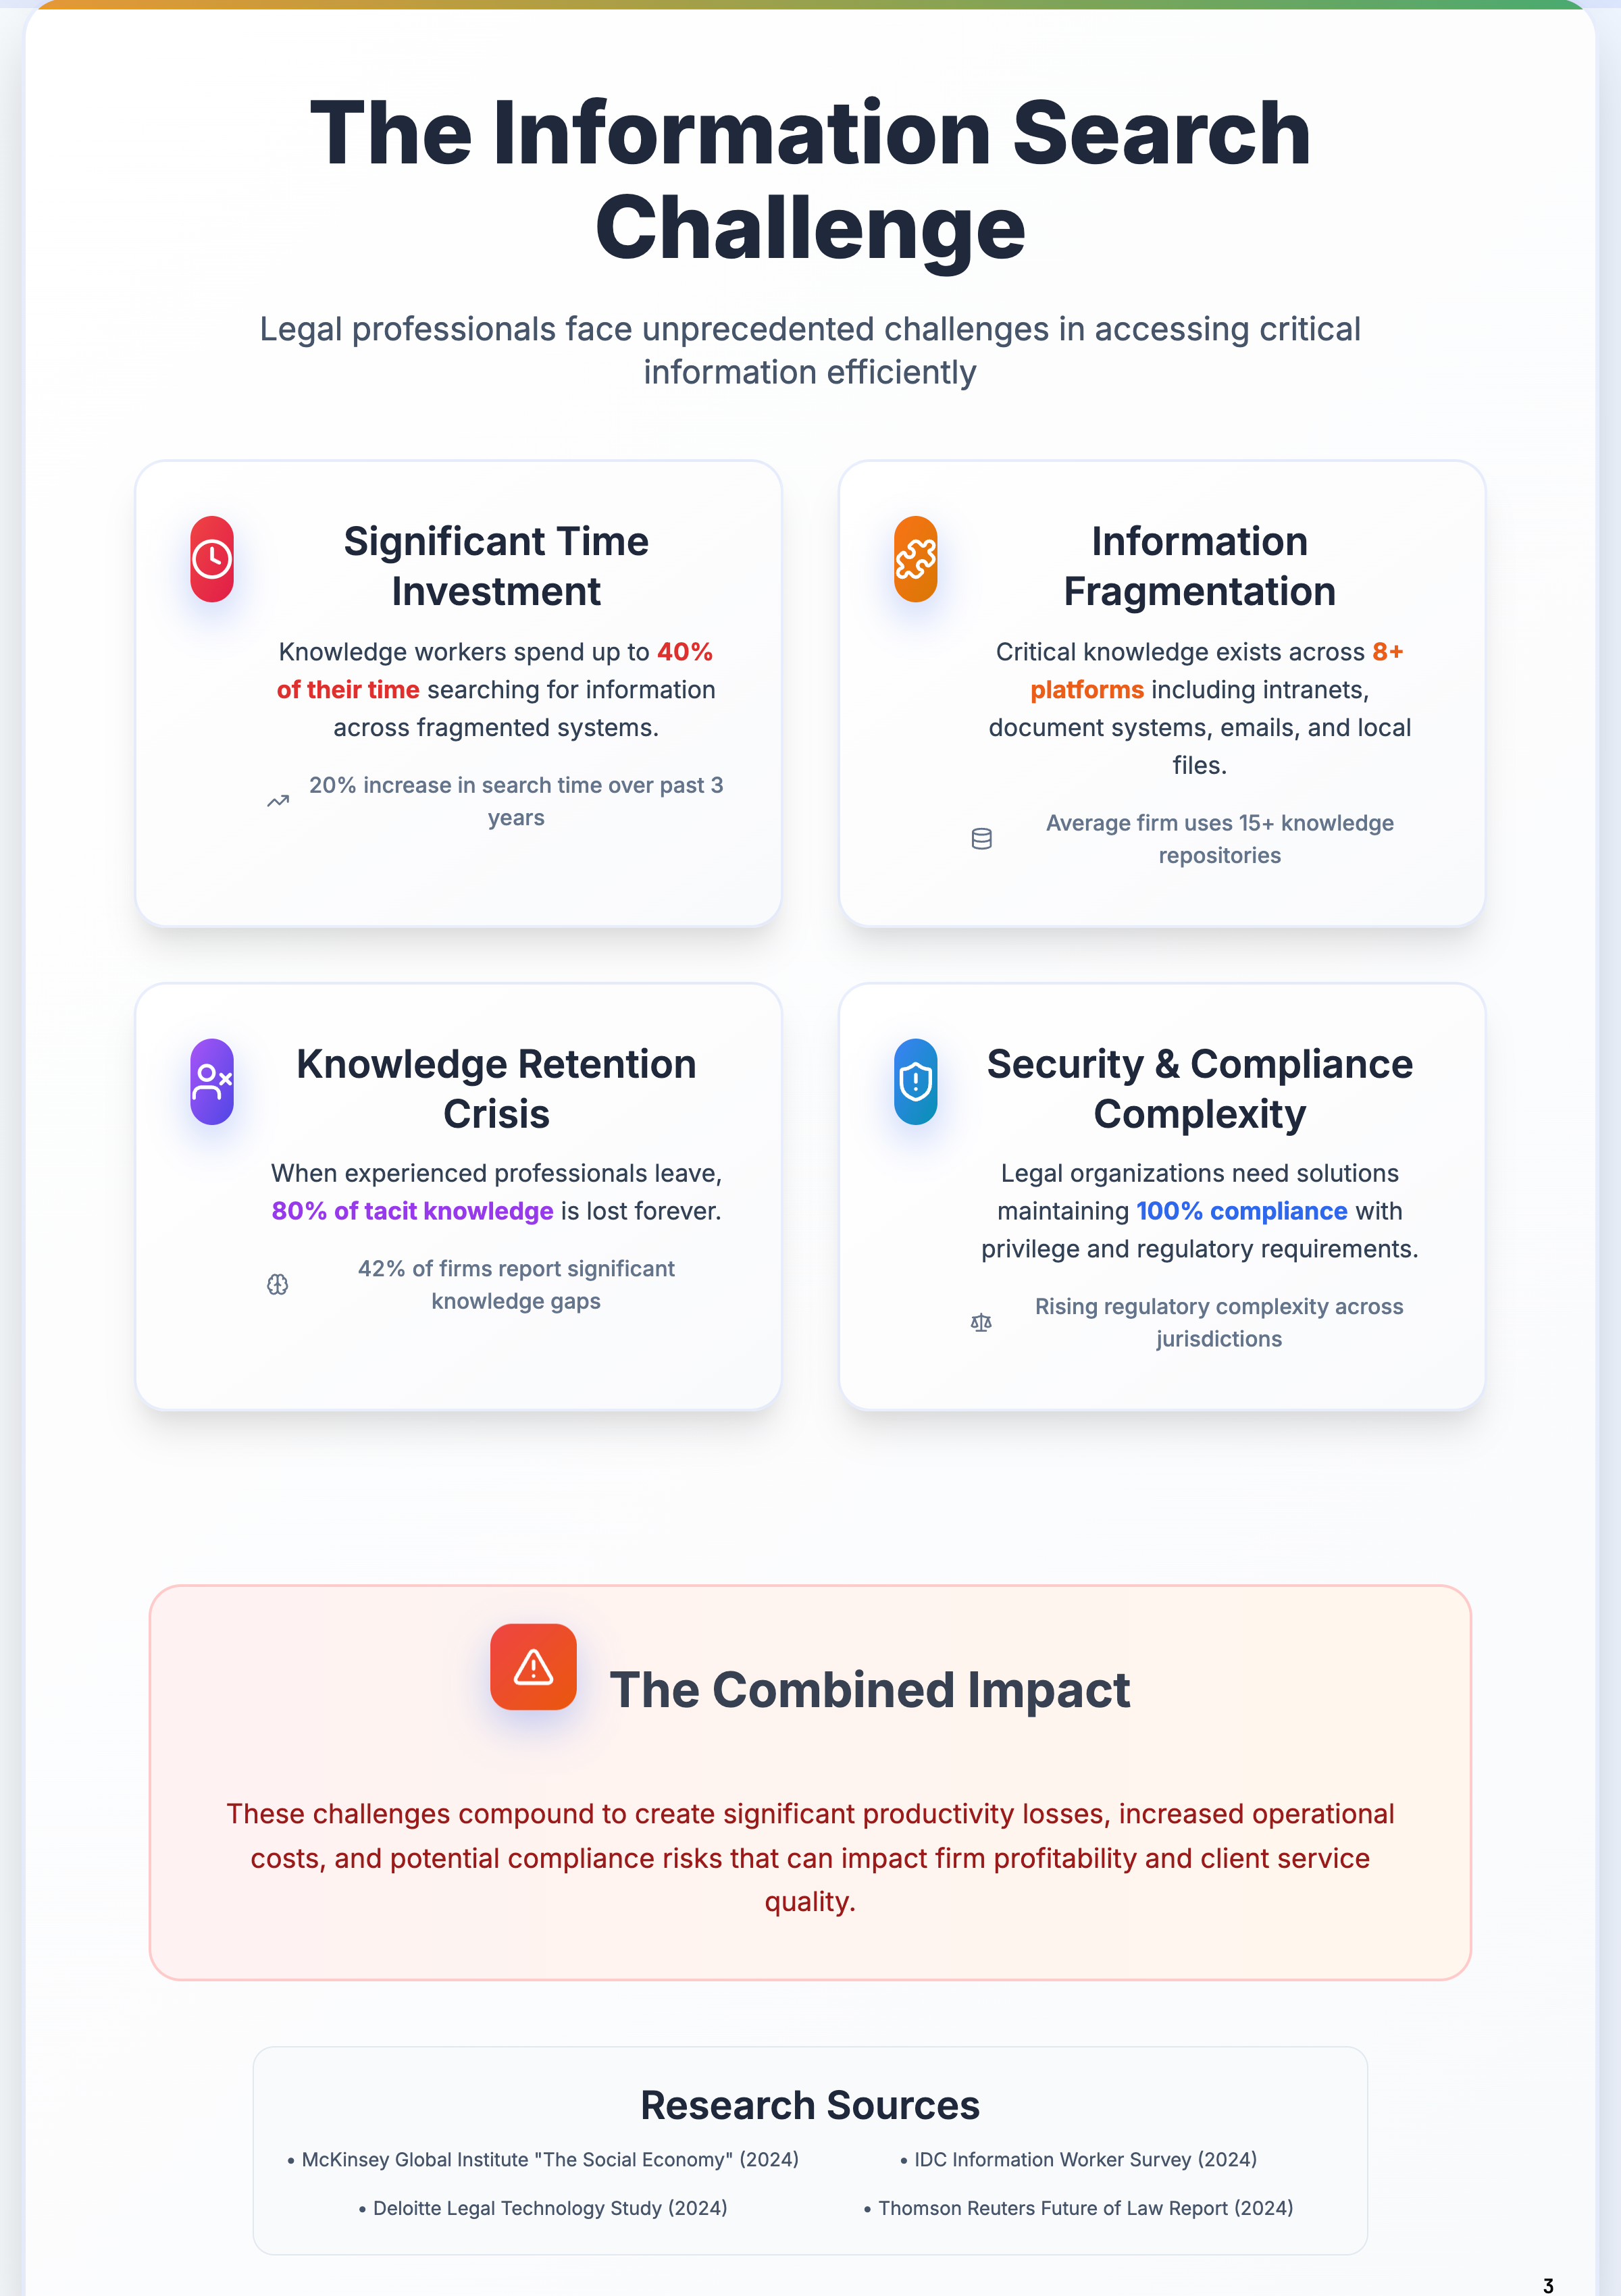 The Information Search
Challenge
Legal professionals face unprecedented challenges in accessing critical
information efficiently
Significant Time
Investment
Knowledge workers spend up to 40%
of their time searching for information
across fragmented systems.
20% increase in search time over past 3
years
Information
Fragmentation
Critical knowledge exists across 8+
platforms including intranets,
document systems, emails, and local
files.
Average firm uses 15+ knowledge
repositories
Knowledge Retention
Crisis
When experienced professionals leave,
80% of tacit knowledge is lost forever.
42% of firms report significant
knowledge gaps
Security & Compliance
Complexity
Legal organizations need solutions
maintaining 100% compliance with
privilege and regulatory requirements.
Rising regulatory complexity across
jurisdictions
The Combined Impact
These challenges compound to create significant productivity losses, increased operational
costs, and potential compliance risks that can impact firm profitability and client service
quality.
Research Sources
• McKinsey Global Institute "The Social Economy" (2024)
• IDC Information Worker Survey (2024)
• Deloitte Legal Technology Study (2024)
• Thomson Reuters Future of Law Report (2024)
3